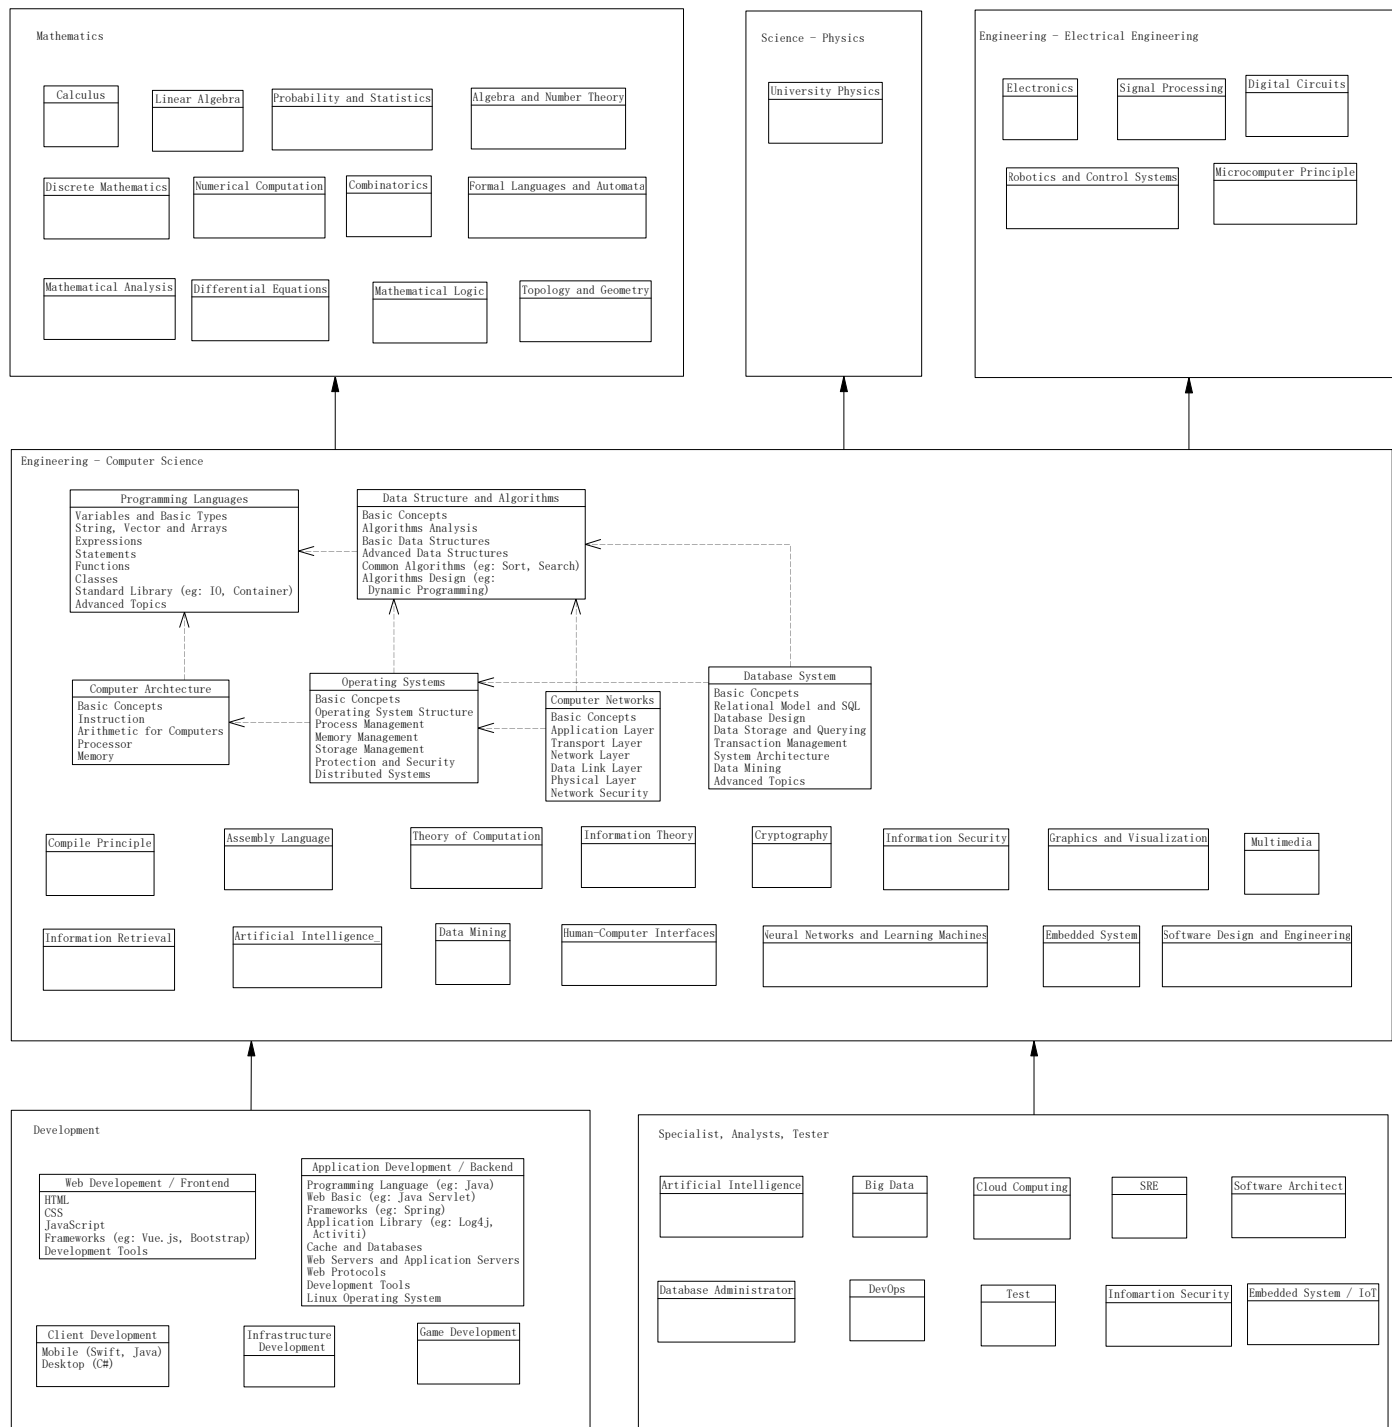 Mathematics
Calculus
Linear Algebra
Probability and Statistics
Algebra and Number Theory
Discrete Mathematics
Numerical Computation
Combinatorics
Formal Languages and Automata
Mathematical Analysis
Differential Equations
Mathematical Logic
Topology and Geometry
Science - Physics
University Physics
Engineering - Electrical Engineering
Electronics
Signal Processing
Digital Circuits
Robotics and Control Systems
Microcomputer Principle
Engineering - Computer Science
Programming Languages
Variables and Basic Types
String, Vector and Arrays
Expressions
Statements
Functions
Classes
Standard Library (eg: IO, Container)
Advanced Topics
Data Structure and Algorithms
Basic Concepts
Algorithms Analysis
Basic Data Structures
Advanced Data Structures
Common Algorithms (eg: Sort, Search)
Algorithms Design (eg:
Dynamic Programming)
Computer Archtecture
Basic Concepts
Instruction
Arithmetic for Computers
Processor
Memory
Operating Systems
Basic Concpets
Operating System Structure
Process Management
Memory Management
Storage Management
Protection and Security
Distributed Systems
Computer Networks
Basic Concepts
Application Layer
Transport Layer
Network Layer
Data Link Layer
Physical Layer
Network Security
Database System
Basic Concpets
Relational Model and SQL
Database Design
Data Storage and Querying
Transaction Management
System Architecture
Data Mining
Advanced Topics
Compile Principle
Assembly Language
Theory of Computation
Information Theory
Cryptography
Information Security
Graphics and Visualization
Multimedia
Information Retrieval
Artificial Intelligence_
Data Mining
Human-Computer Interfaces
Neural Networks and Learning Machines
Embedded System
Software Design and Engineering
Development
Web Developement / Frontend
HTML
CSS
JavaScript
Frameworks (eg: Vue.js, Bootstrap)
Development Tools
Application Development / Backend
Programming Language (eg: Java)
Web Basic (eg: Java Servlet)
Frameworks (eg: Spring)
Application Library (eg: Log4j,
Activiti)
Cache and Databases
Web Servers and Application Servers
Web Protocols
Development Tools
Linux Operating System
Client Development
Mobile (Swift, Java)
Desktop (C#)
Infrastructure
Development
Game Development
Specialist, Analysts, Tester
Artificial Intelligence
Big Data
Cloud Computing
SRE
Software Architect
Database Administrator
DevOps
Test
Infomartion Security
Embedded System / IoT